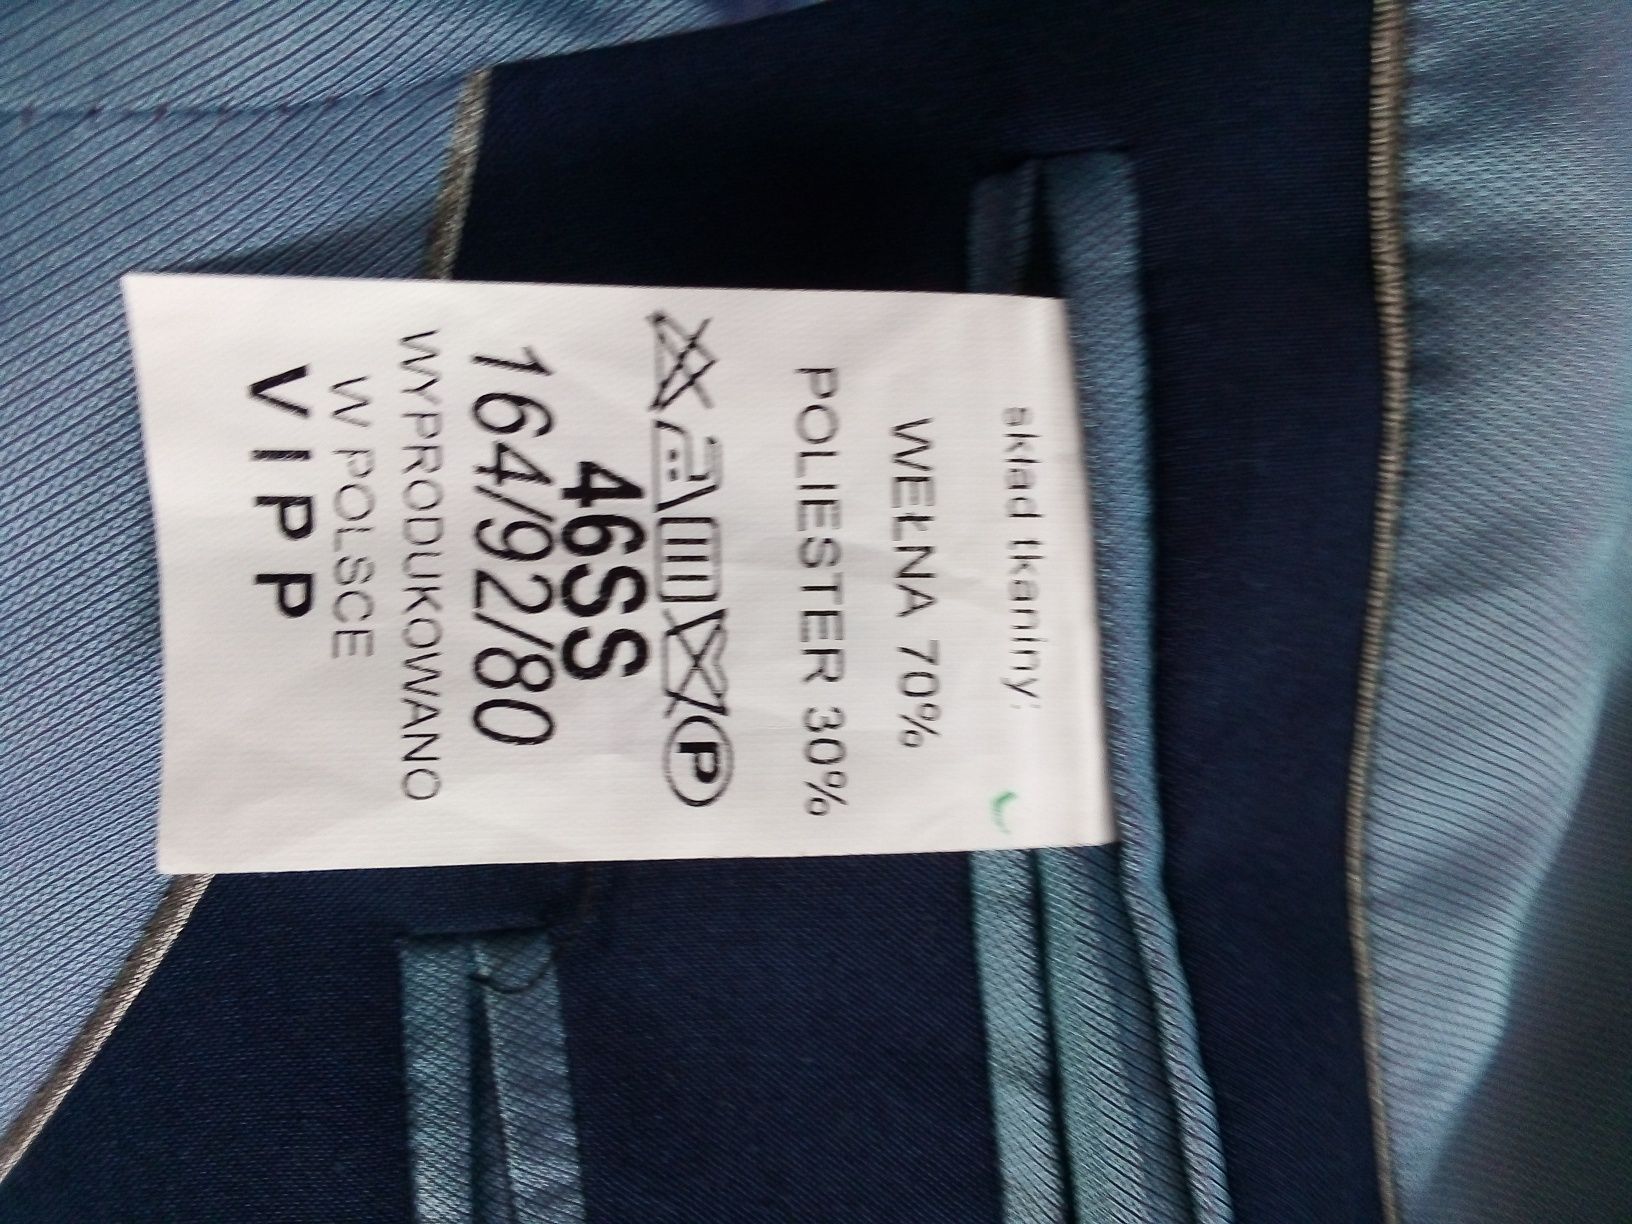 skład tkaniny:
WEŁNA 70%
POLIESTER 30%
P
46SS
164/92/80
WYPRODUKOWANO
W POLSCE
VIPP